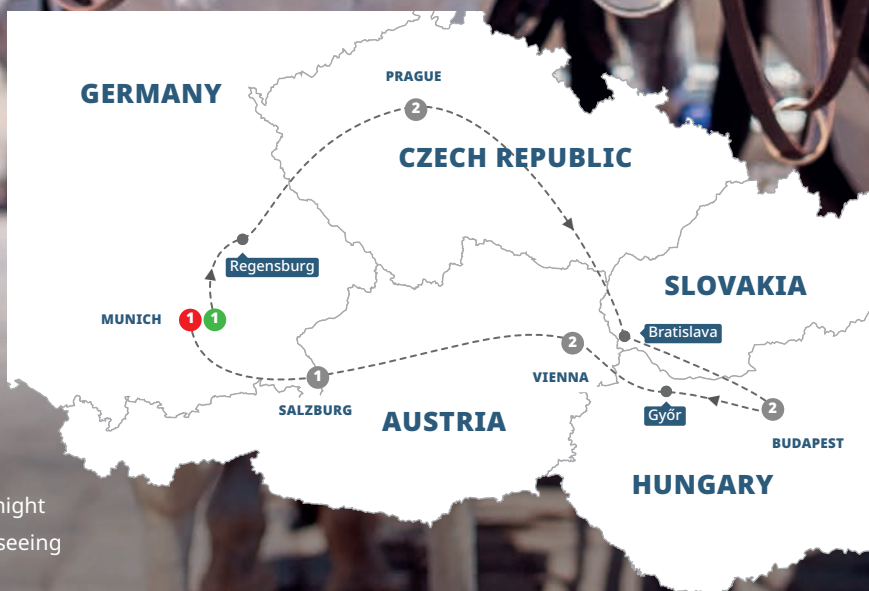 GERMANY
PRAGUE
2
CZECH REPUBLIC
Regensburg
SLOVAKIA
MUNICH 1 1
Bratislava
2
1
VIENNA
SALZBURG
AUSTRIA
Győr
2
BUDAPEST
HUNGARY
night
seeing